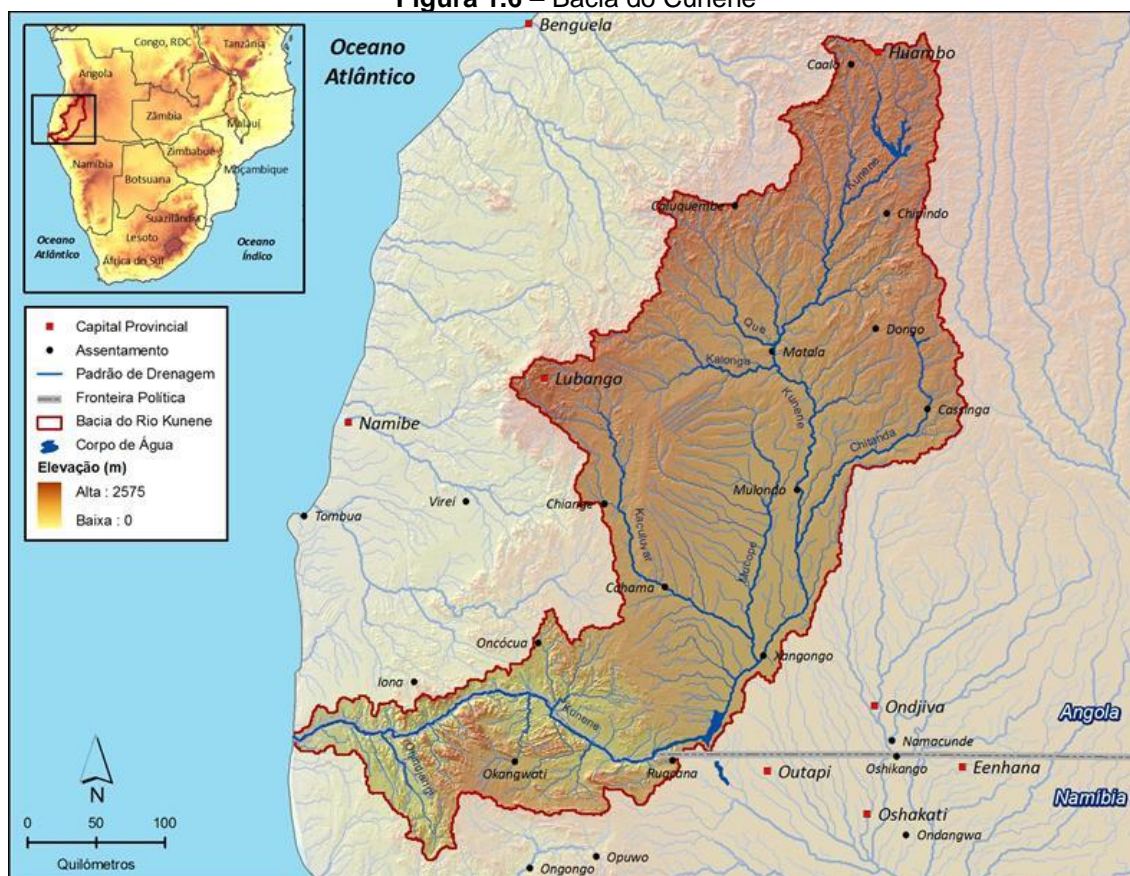 Figura 1.6 – Bacia do Cunene
Congo, RDC
Tanzânia
Angola
Zâmbia
Malauí
Zimbabué
Moçambique
Namíbia
Botsuana
Suazilândia
Lesoto
África do Sul
Oceano
Atlântico
Oceano
Índico
Oceano
Atlântico
Capital Provincial
Assentamento
Padrão de Drenagem
Fronteira Política
Bacia do Rio Kunene
Corpo de Água
Elevação (m)
Alta : 2575
Baixa : 0
Benguela
Huambo
Caala
Kunene
Caluquembe
Chipindo
Dongo
Que
Matala
Kalonga
Lubango
Kunene
Cassinga
Namibe
Chitanda
Mulondo
Virei
Chiange
Tombua
Kaculuvar
Mucope
Cahama
Oncócua
Xangongo
Iona
Ondjiva
Angola
Kunene
Namacunde
Okangwati
Ruacana
Oshikango
Outapi
Eenhana
Namíbia
Oshakati
Ondangwa
Opuwo
Ongongo
N
0 50 100
Quilómetros